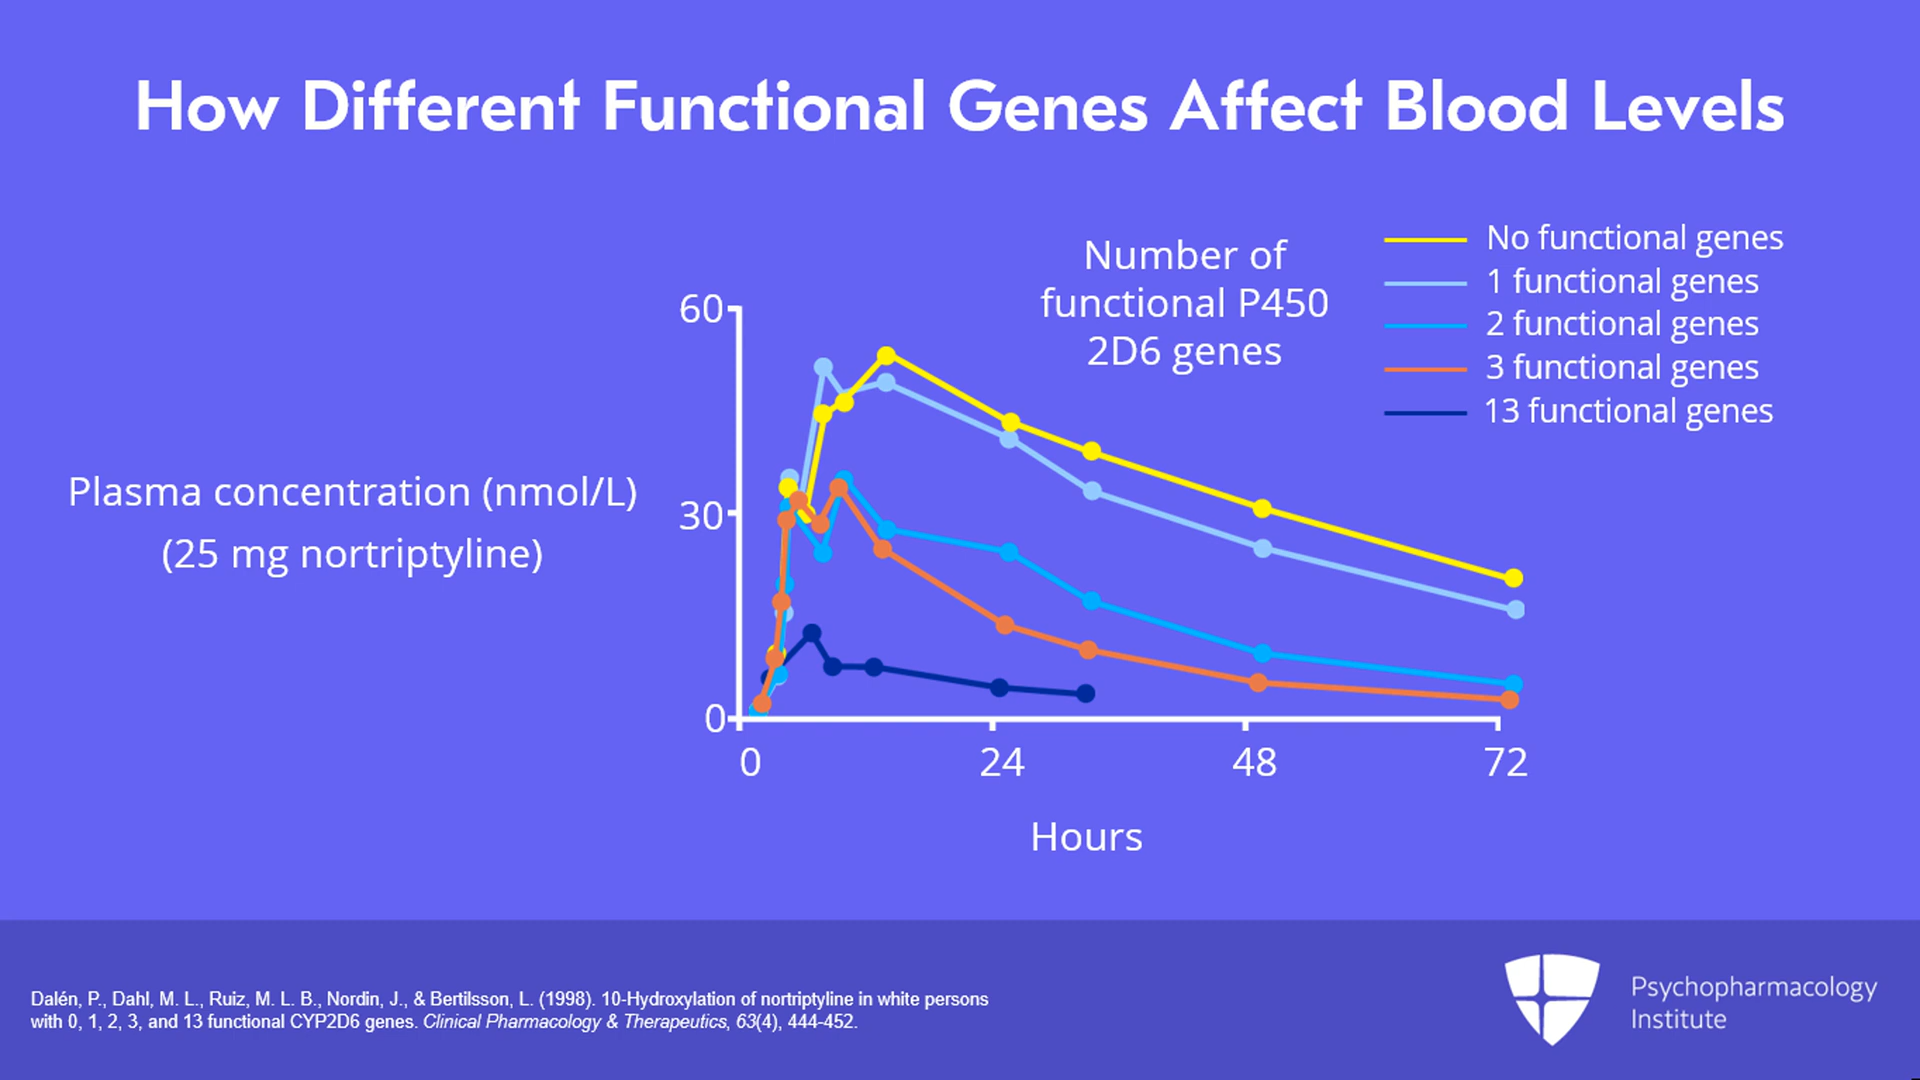 How Different Functional Genes Affect Blood Levels
Number of
functional P450
2D6 genes
No functional genes
1 functional genes
2 functional genes
3 functional genes
13 functional genes
Plasma concentration (nmol/L)
(25 mg nortriptyline)
60
30
0
0 24 48 72
Hours
Dalén, P., Dahl, M. L., Ruiz, M. L. B., Nordin, J., & Bertilsson, L. (1998). 10-Hydroxylation of nortriptyline in white persons
with 0, 1, 2, 3, and 13 functional CYP2D6 genes. Clinical Pharmacology & Therapeutics, 63(4), 444-452.
Psychopharmacology
Institute